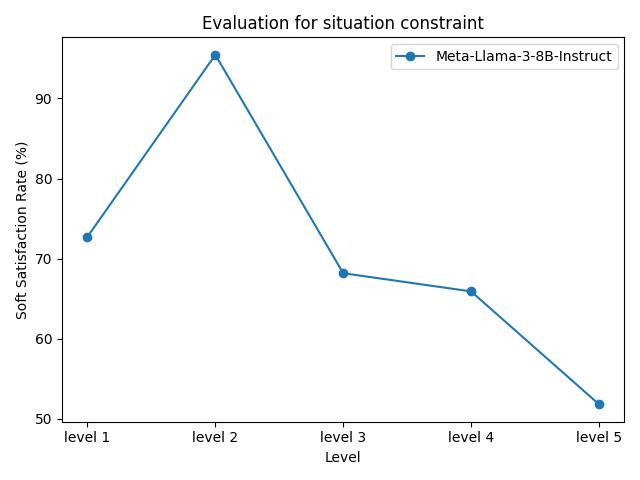 Evaluation for situation constraint
Meta-Llama-3-8B-Instruct
Soft Satisfaction Rate (%)
90
80
70
60
50
level 1 level 2 level 3 level 4 level 5
Level